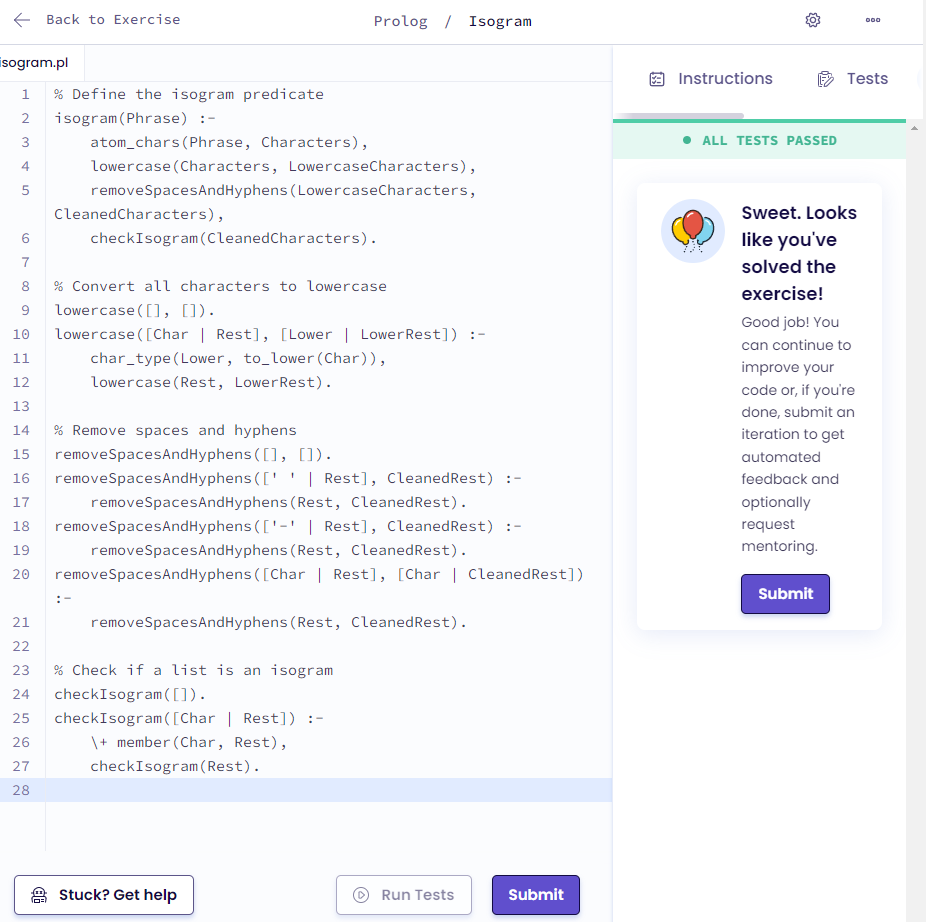 Back to Exercise
Prolog / Isogram
isogram.pl
1 % Define the isogram predicate
2 isogram(Phrase) :-
3     atom_chars(Phrase, Characters),
4     lowercase(Characters, LowercaseCharacters),
5     removeSpacesAndHyphens(LowercaseCharacters,
CleanedCharacters),
6     checkIsogram(CleanedCharacters).
7
8 % Convert all characters to lowercase
9 lowercase([], []).
10 lowercase([Char | Rest], [Lower | LowerRest]) :-
11     char_type(Lower, to_lower(Char)),
12     lowercase(Rest, LowerRest).
13
14 % Remove spaces and hyphens
15 removeSpacesAndHyphens([], []).
16 removeSpacesAndHyphens([' ' | Rest], CleanedRest) :-
17     removeSpacesAndHyphens(Rest, CleanedRest).
18 removeSpacesAndHyphens(['-' | Rest], CleanedRest) :-
19     removeSpacesAndHyphens(Rest, CleanedRest).
20 removeSpacesAndHyphens([Char | Rest], [Char | CleanedRest])
:-
21     removeSpacesAndHyphens(Rest, CleanedRest).
22
23 % Check if a list is an isogram
24 checkIsogram([]).
25 checkIsogram([Char | Rest]) :-
26     \+ member(Char, Rest),
27     checkIsogram(Rest).
28
Stuck? Get help
Run Tests
Submit
Instructions
Tests
ALL TESTS PASSED
Sweet. Looks
like you've
solved the
exercise!
Good job! You
can continue to
improve your
code or, if you're
done, submit an
iteration to get
automated
feedback and
optionally
request
mentoring.
Submit